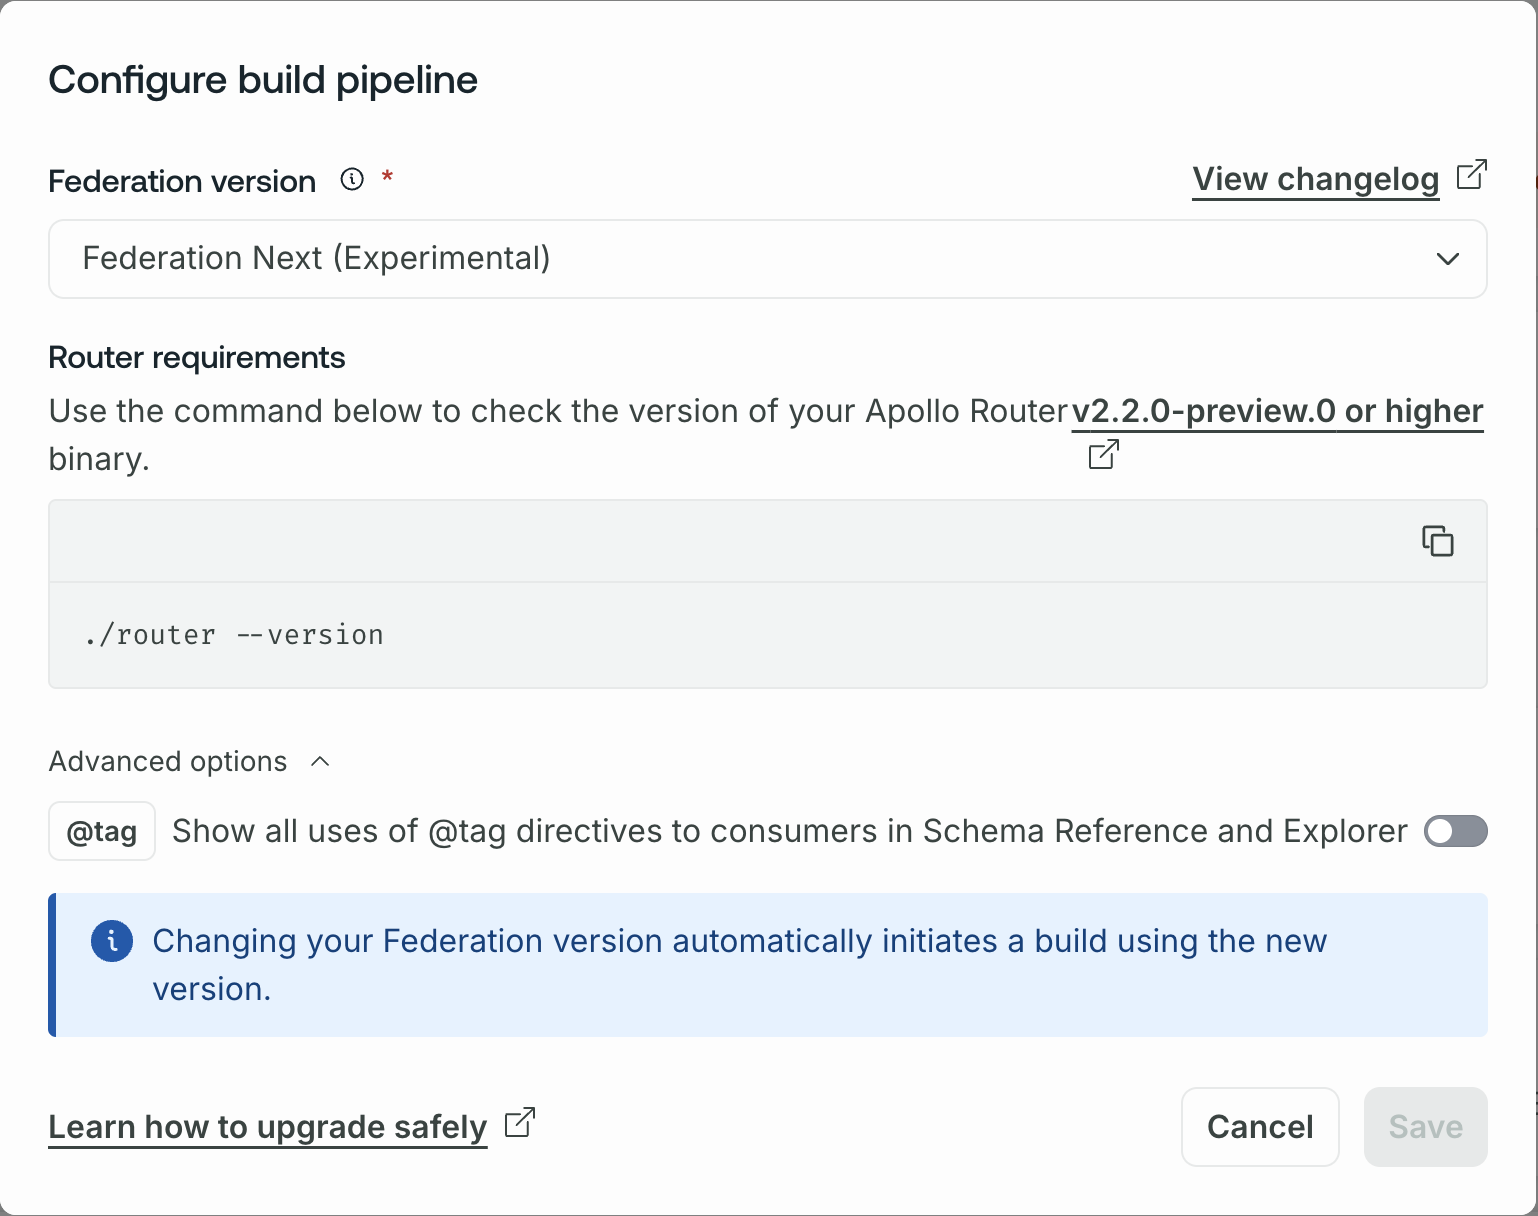 Configure build pipeline
Federation version *
View changelog
Federation Next (Experimental)
Router requirements
Use the command below to check the version of your Apollo Router v2.2.0-preview.0 or higher
binary.
./router --version
Advanced options
@tag Show all uses of @tag directives to consumers in Schema Reference and Explorer
Changing your Federation version automatically initiates a build using the new
version.
Learn how to upgrade safely
Cancel
Save